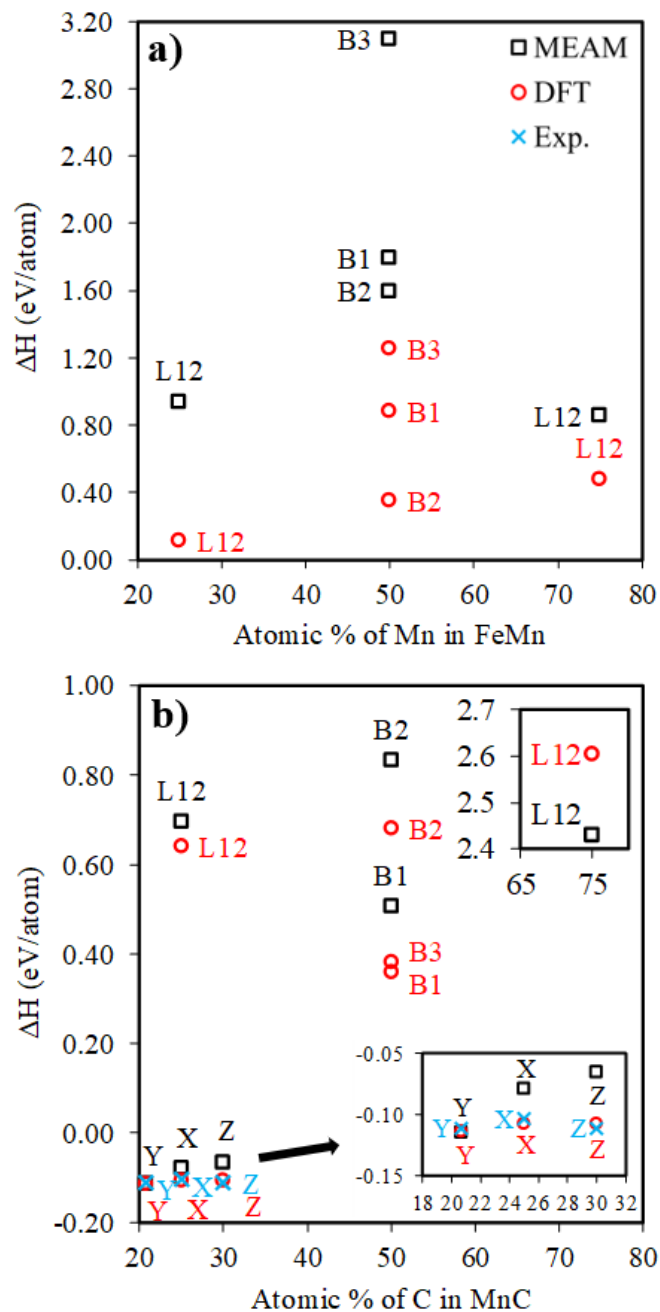 a)
3.20
2.80
2.40
2.00
1.60
1.20
0.80
0.40
0.00
ΔH (eV/atom)
MEAM
DFT
Exp.
B3
B1
B2
B3
B1
B2
L12
L12
L12
L12
20 30 40 50 60 70 80
Atomic % of Mn in FeMn
b)
1.00
0.80
0.60
0.40
0.20
0.00
-0.20
ΔH (eV/atom)
L12
L12
B2
B2
B1
B3
B1
2.7
2.6
2.5
2.4
L12
L12
65 75
Y X Z
Y X Z
Y X Z
-0.05
-0.10
-0.15
X
Y Z
Y X Z
Y X Z
18 20 22 24 26 28 30 32
20 30 40 50 60 70 80
Atomic % of C in MnC